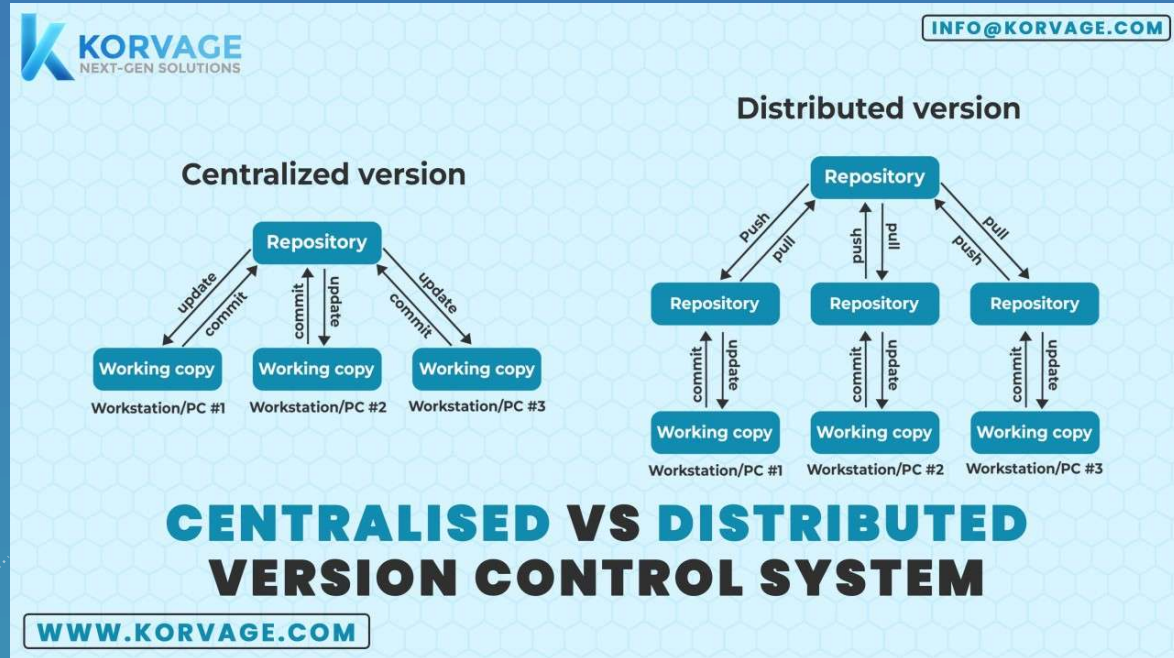 KORVAGE
NEXT-GEN SOLUTIONS
INFO@KORVAGE.COM
Centralized version
Repository
update
commit
commit
update
update
commit
Working copy
Working copy
Working copy
Workstation/PC #1
Workstation/PC #2
Workstation/PC #3
Distributed version
Repository
Push
pull
push
pull
pull
push
Repository
Repository
Repository
commit
update
commit
update
commit
update
Working copy
Working copy
Working copy
Workstation/PC #1
Workstation/PC #2
Workstation/PC #3
CENTRALISED VS DISTRIBUTED
VERSION CONTROL SYSTEM
WWW.KORVAGE.COM